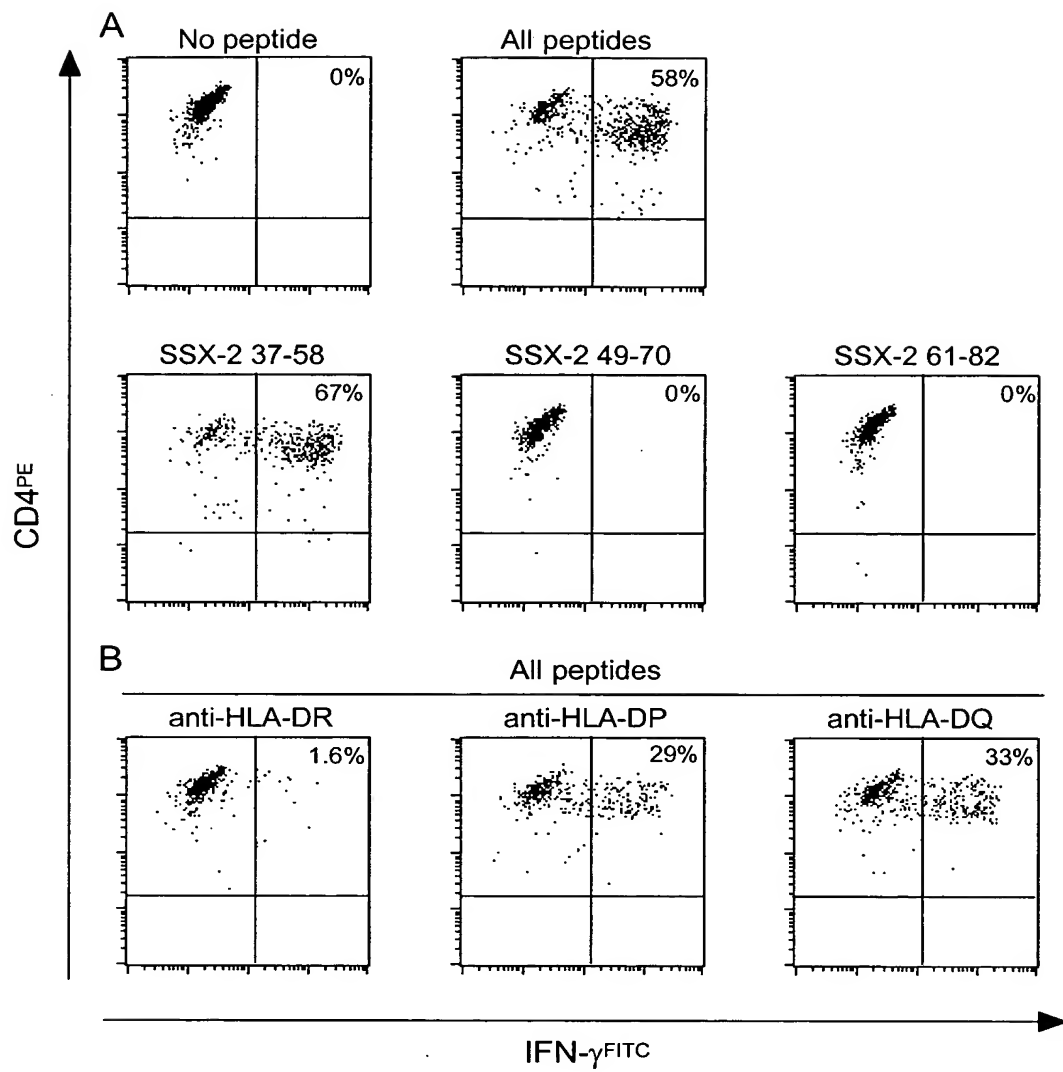 A
No peptide
All peptides
0%
58%
SSX-2 37-58
SSX-2 49-70
SSX-2 61-82
67%
0%
0%
CD4PE
B
All peptides
anti-HLA-DR
anti-HLA-DP
anti-HLA-DQ
1.6%
29%
33%
IFN-γFITC